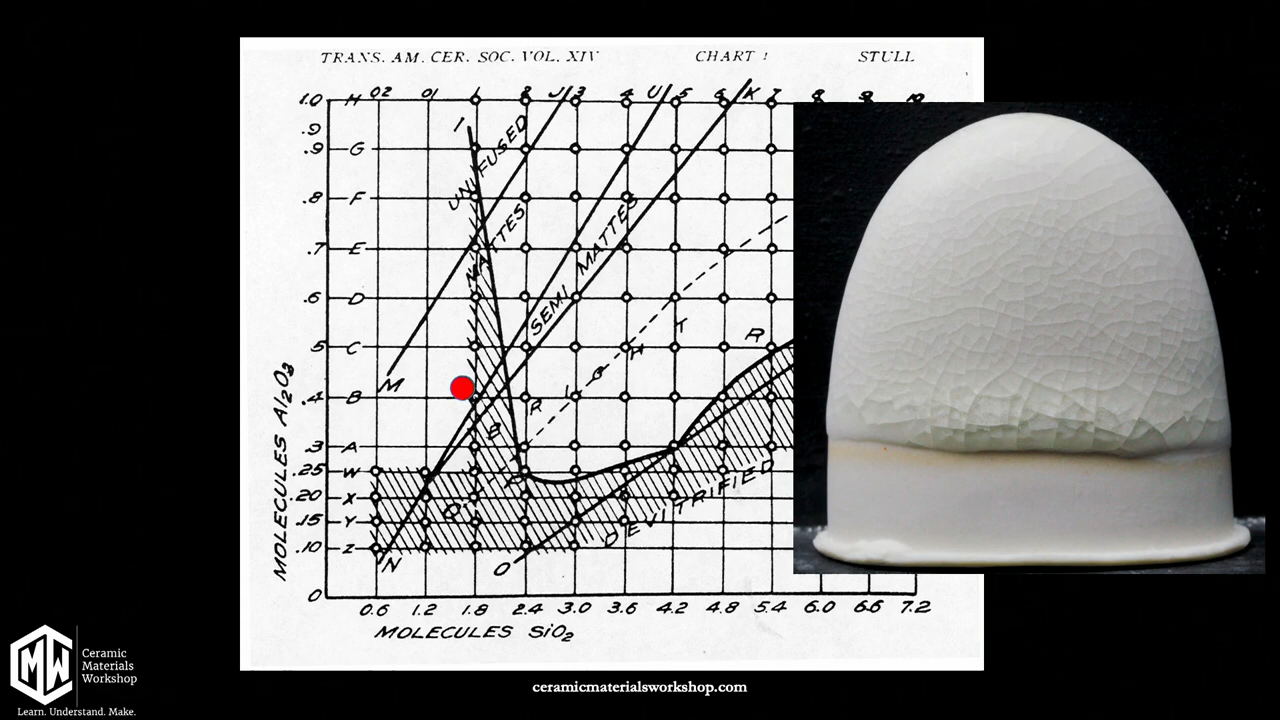 TRANS. AM. CER. SOC. VOL. XIV CHART 1 STULL
1.0 H 02 01 1 2 J 3 4 U 5 6 K 7 8 9 10
.9 I
.9 G
UNFUSED
.8 F
MATTES
.7 E
SEMI MATTES
.6 D
.5 C R
M
.4 B
BRIGHT
.3 A
.25 W
.20 X
.15 Y
DEVITRIFIED
.10 Z
N O
0
0.6 1.2 1.8 2.4 3.0 3.6 4.2 4.8 5.4 6.0 6.6 7.2
MOLECULES Al2O3
MOLECULES SiO2
MW
Ceramic
Materials
Workshop
Learn. Understand. Make.
ceramicmaterialsworkshop.com